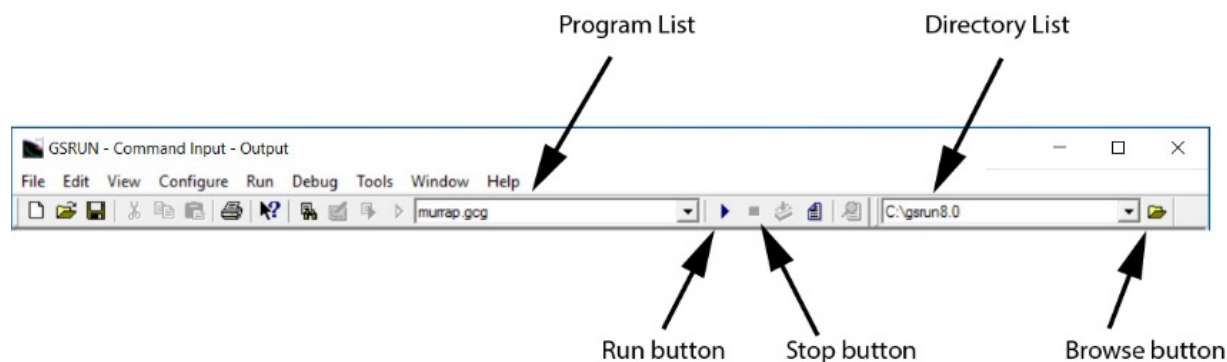 Program List
Directory List
GSRUN - Command Input - Output
File Edit View Configure Run Debug Tools Window Help
murrap.gcg
C:\gsrun8.0
Run button
Stop button
Browse button